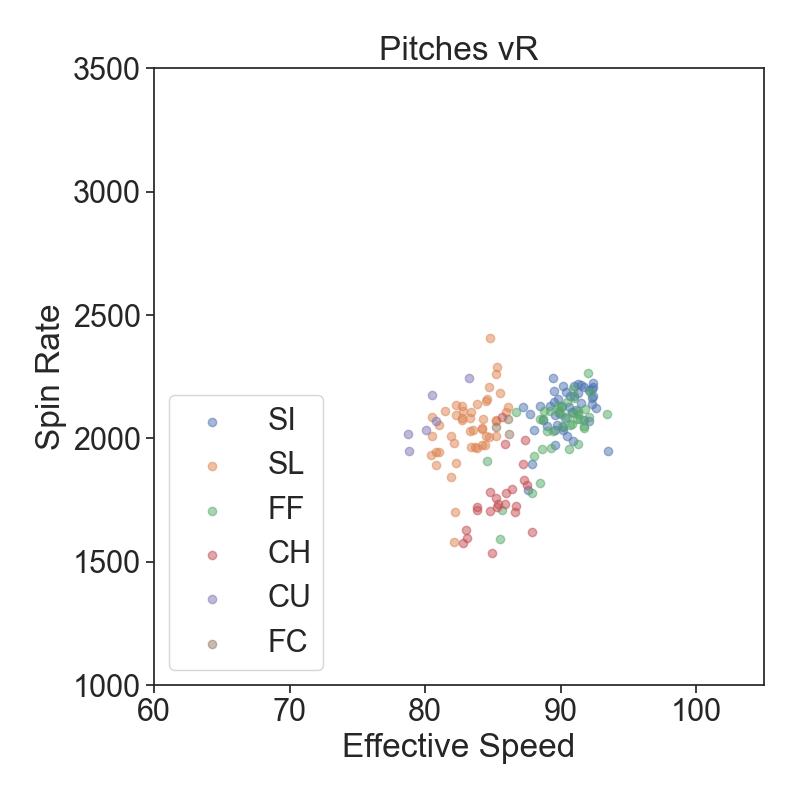 Pitches vR
3500
3000
2500
2000
1500
1000
Spin Rate
SI
SL
FF
CH
CU
FC
60 70 80 90 100
Effective Speed